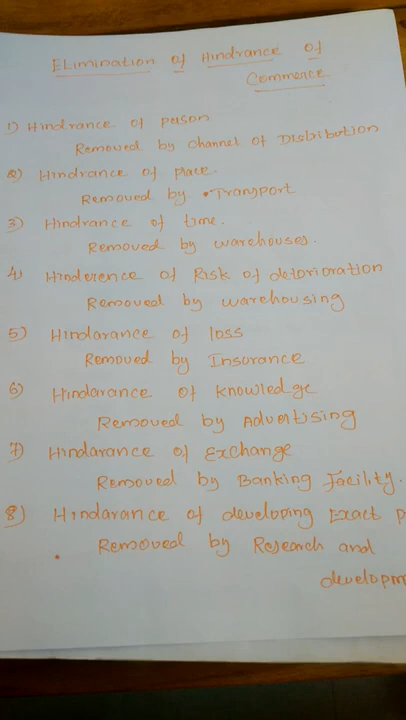 Elimination of Hindrance of
Commerce
1) Hindrance of person
Removed by channel of Distribution
2) Hindrance of place.
Removed by Transport
3) Hindrance of time.
Removed by warehouses.
4) Hinderence of Risk of detorioration
Removed by warehousing
5) Hindarance of loss
Removed by Insorance
6) Hindarance of knowledge
Removed by Advertising
7) Hindarance of Exchange
Removed by Banking Facility.
8) Hindarance of developing Exact
Removed by Research and